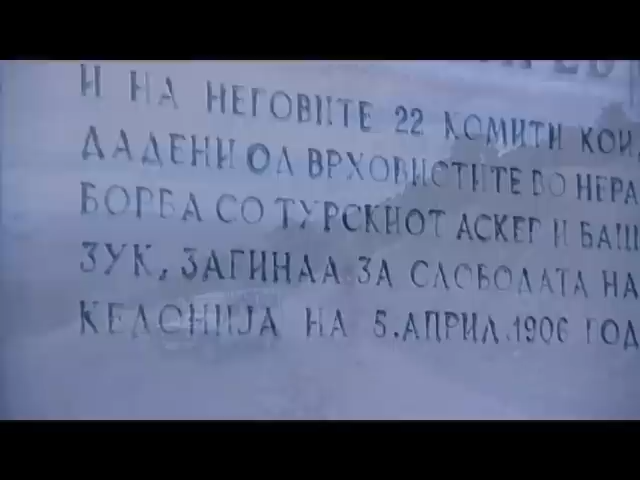 И НА НЕГОВИТЕ 22 КОМИТИ КОИ
ДАДЕНИ ОД ВРХОВИСТИТЕ ВО НЕРА
БОРБА СО ТУРСКИОТ АСКЕГ И БАШ
ЗУК, ЗАГИНАА ЗА СЛОБОДАТА НА
КЕДОНИЈА НА 5. АПРИЛ. 1906 ГОД